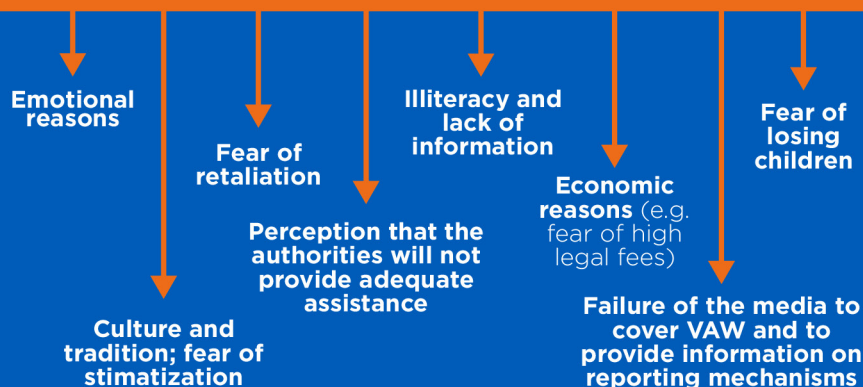 Emotional
reasons
Culture and
tradition; fear of
stimatization
Fear of
retaliation
Perception that the
authorities will not
provide adequate
assistance
Illiteracy and
lack of
information
Economic
reasons (e.g.
fear of high
legal fees)
Failure of the media to
cover VAW and to
provide information on
reporting mechanisms
Fear of
losing
children